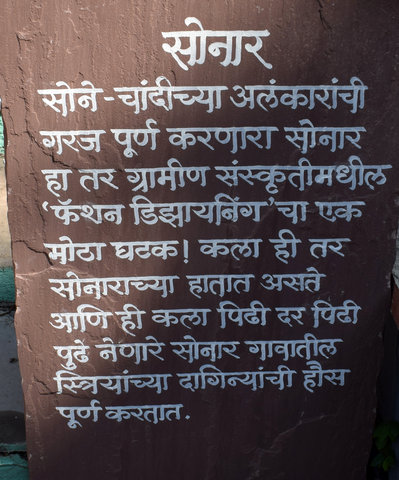 सोनार
सोने-चांदीच्या अलंकारांची
गरज पूर्ण करणारा सोनार
हा तर ग्रामीण संस्कृतीमधील
'फॅशन डिझायनिंग'चा एक
मोठा घटक! कला ही तर
सोनाराच्या हातात असते
आणि ही कला पिढी दर पिढी
पुढे नेणारे सोनार गावातील
स्त्रियांच्या दागिन्यांची हौस
पूर्ण करतात.